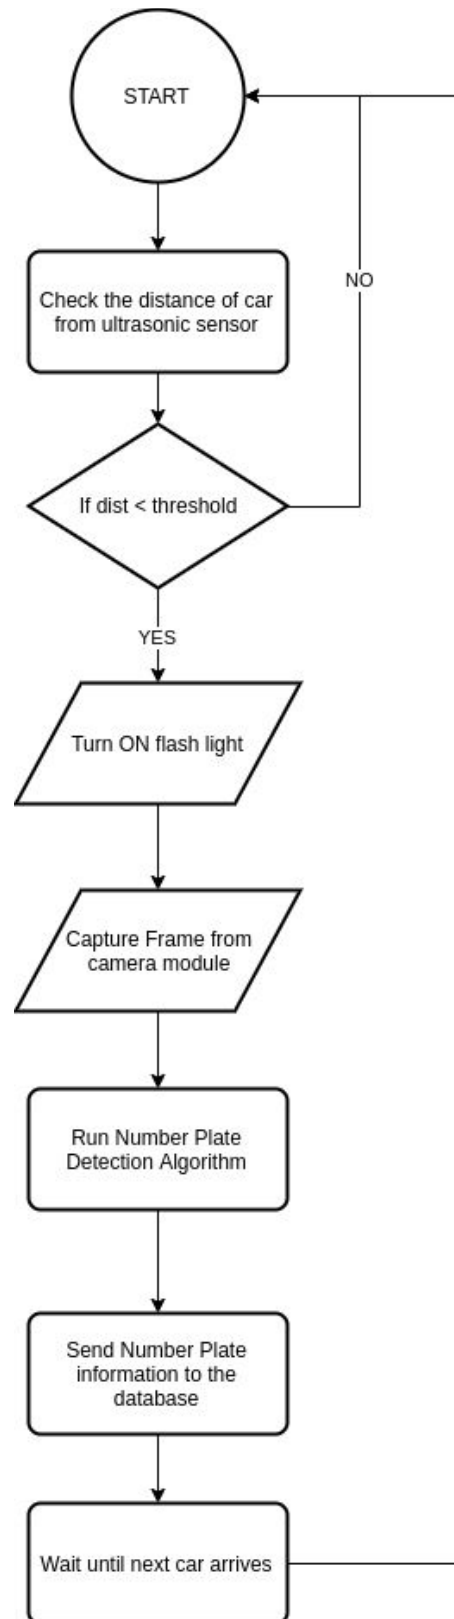 START
Check the distance of car
from ultrasonic sensor
NO
If dist < threshold
YES
Turn ON flash light
Capture Frame from
camera module
Run Number Plate
Detection Algorithm
Send Number Plate
information to the
database
Wait until next car arrives